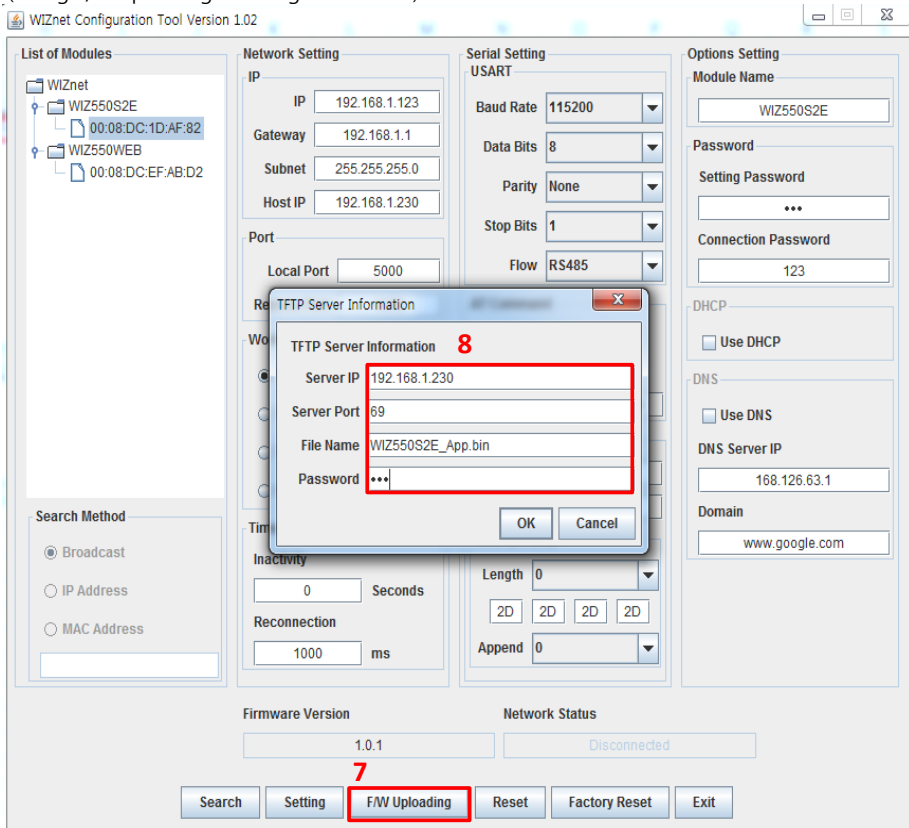 WIZnet Configuration Tool Version 1.02
List of Modules
WIZnet
WIZ550S2E
00:08:DC:1D:AF:82
WIZ550WEB
00:08:DC:EF:AB:D2
Search Method
Broadcast
IP Address
MAC Address
Network Setting
IP
IP 192.168.1.123
Gateway 192.168.1.1
Subnet 255.255.255.0
Host IP 192.168.1.230
Port
Local Port 5000
Re
Wo
Tim
Inactivity
0 Seconds
Reconnection
1000 ms
Serial Setting
USART
Baud Rate 115200
Data Bits 8
Parity None
Stop Bits 1
Flow RS485
Length 0
2D 2D 2D 2D
Append 0
Options Setting
Module Name
WIZ550S2E
Password
Setting Password
•••
Connection Password
123
DHCP
Use DHCP
DNS
Use DNS
DNS Server IP
168.126.63.1
Domain
www.google.com
TFTP Server Information
TFTP Server Information 8
Server IP 192.168.1.230
Server Port 69
File Name WIZ550S2E_App.bin
Password •••
OK Cancel
Firmware Version
1.0.1
Network Status
Disconnected
7
Search Setting F/W Uploading Reset Factory Reset Exit